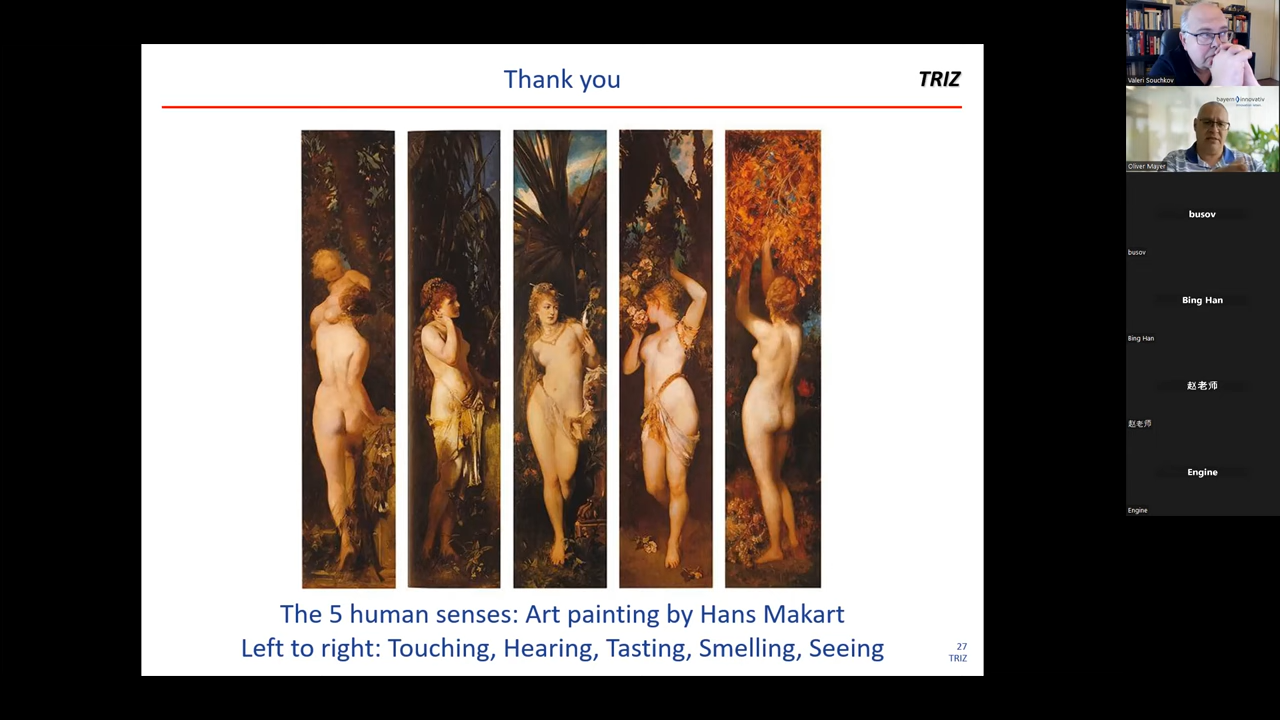 Thank you
TRIZ
The 5 human senses: Art painting by Hans Makart
Left to right: Touching, Hearing, Tasting, Smelling, Seeing
27
TRIZ
Valeri Souchkov
bayern innovativ
Oliver Mayer
busov
busov
Bing Han
Bing Han
赵老师
赵老师
Engine
Engine